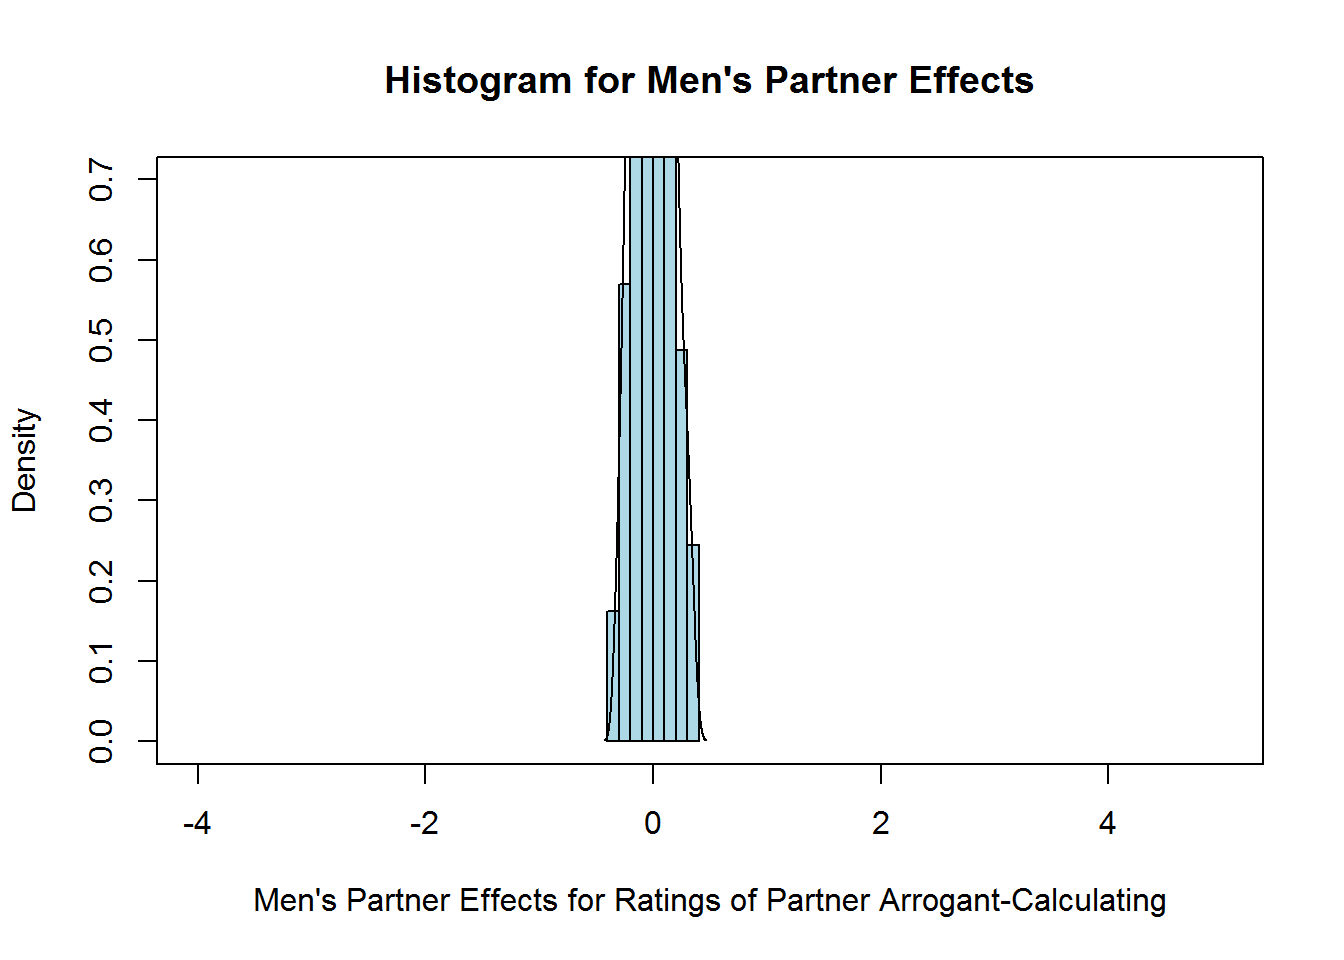 Histogram for Men's Partner Effects
Density
0.7
0.6
0.5
0.4
0.3
0.2
0.1
0.0
-4 -2 0 2 4
Men's Partner Effects for Ratings of Partner Arrogant-Calculating